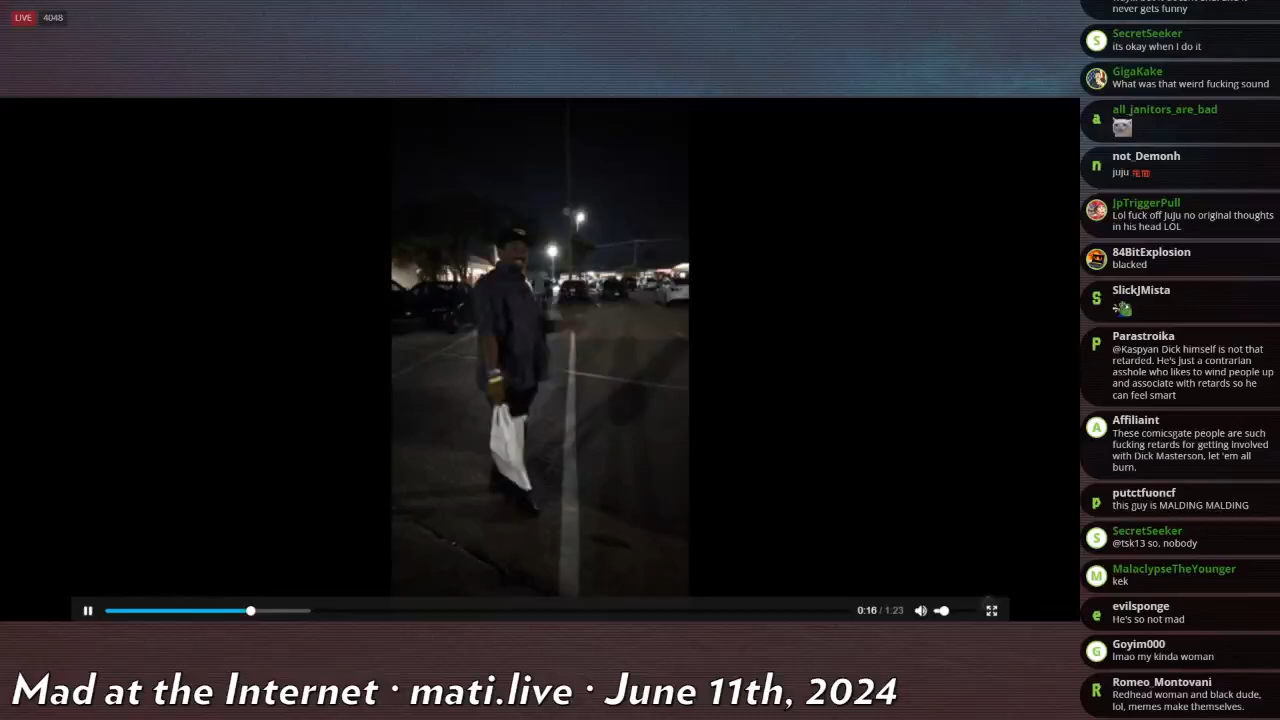 LIVE 4048
never gets funny
SecretSeeker
its okay when I do it
GigaKake
What was that weird fucking sound
all_janitors_are_bad
not_Demonh
juju
JpTriggerPull
Lol fuck off JuJu no original thoughts
in his head LOL
84BitExplosion
blacked
SlickJMista
Parastroika
@Kaspyan Dick himself is not that
retarded. He's just a contrarian
asshole who likes to wind people up
and associate with retards so he
can feel smart
Affiliaint
These comicsgate people are such
fucking retards for getting involved
with Dick Masterson, let 'em all
burn.
putctfuoncf
this guy is MALDING MALDING
SecretSeeker
@tsk13 so, nobody
MalaclypseTheYounger
kek
evilsponge
He's so not mad
Goyim000
lmao my kinda woman
Romeo_Montovani
Redhead woman and black dude,
lol, memes make themselves.
0:16 / 1:23
Mad at the Internet · mati.live · June 11th, 2024